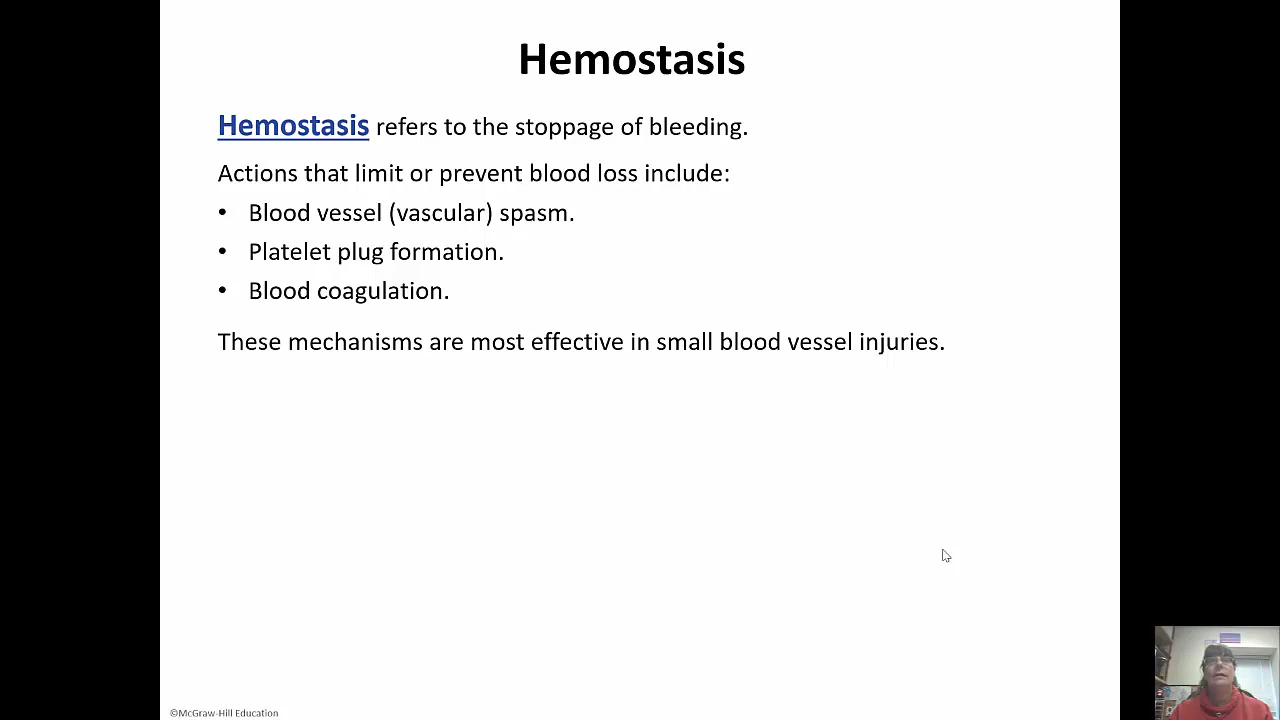 Hemostasis
Hemostasis refers to the stoppage of bleeding.
Actions that limit or prevent blood loss include:
• Blood vessel (vascular) spasm.
• Platelet plug formation.
• Blood coagulation.
These mechanisms are most effective in small blood vessel injuries.
©McGraw-Hill Education